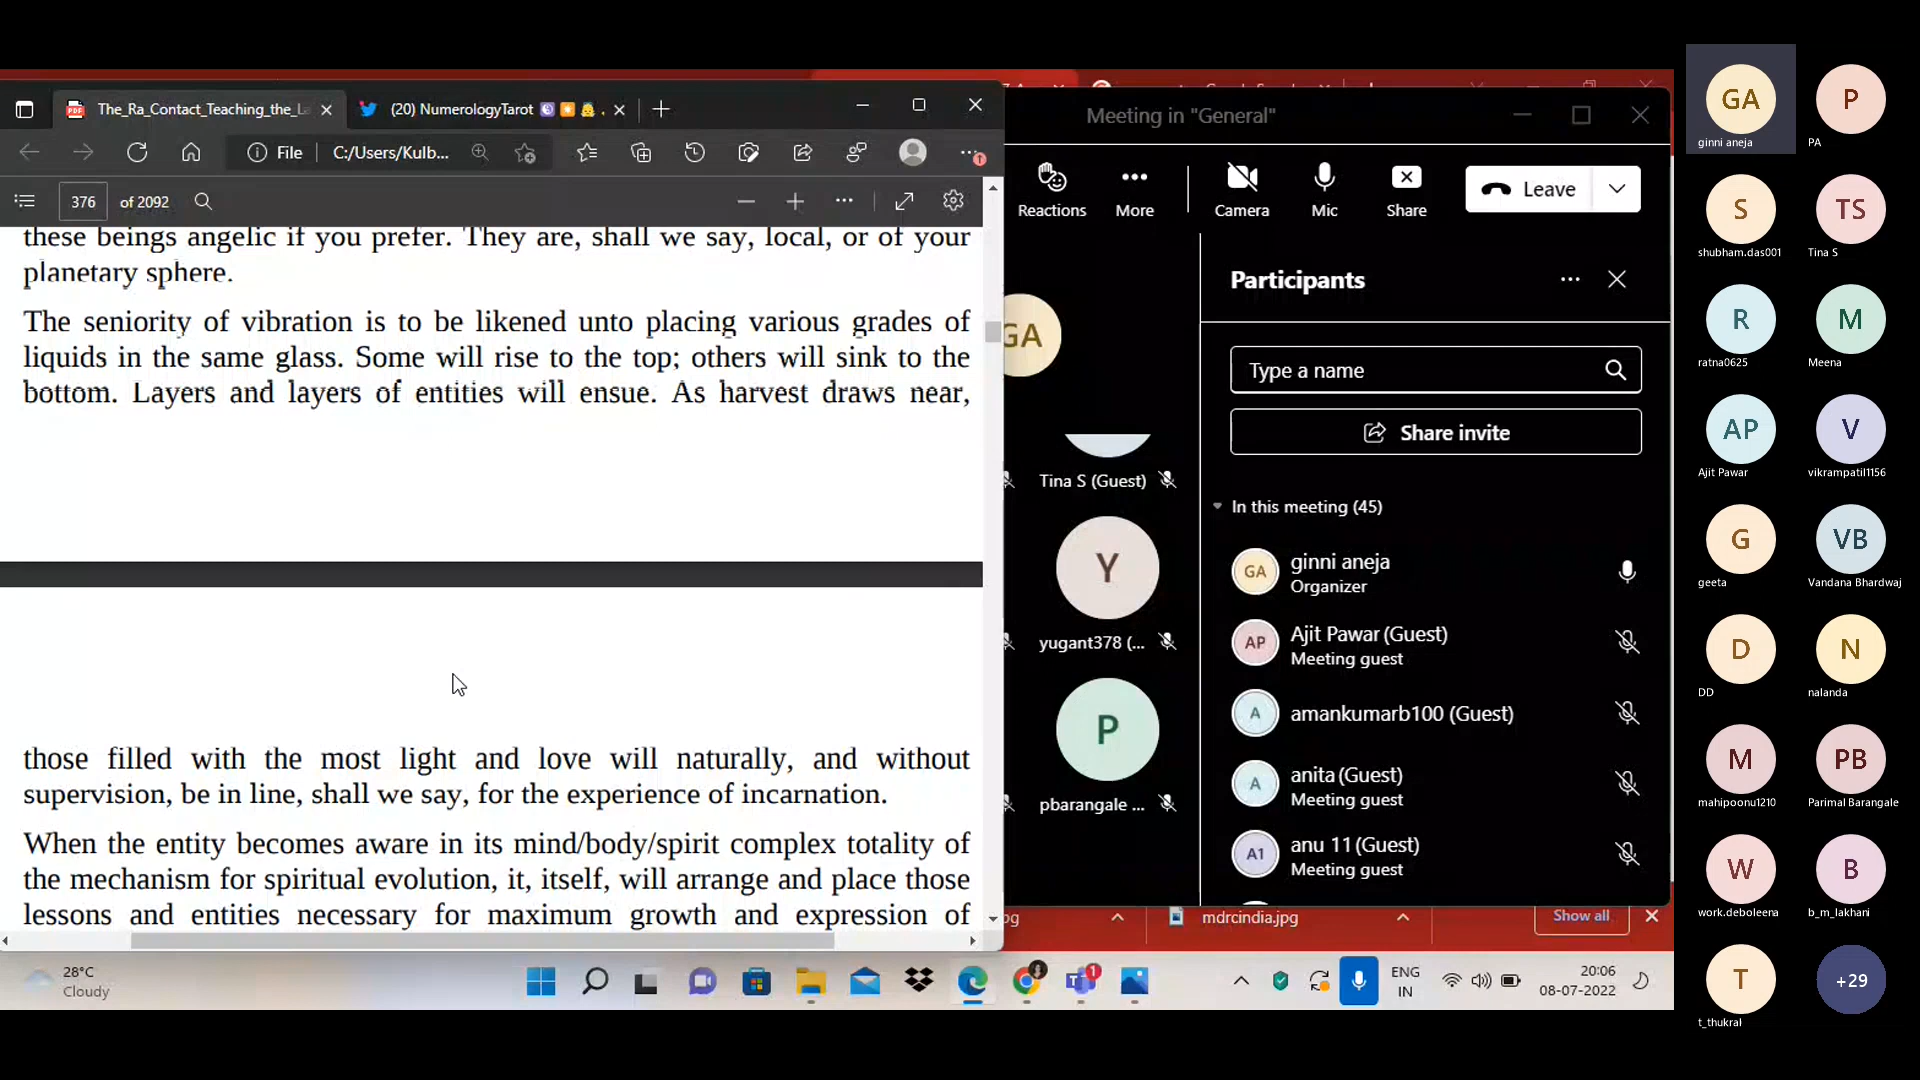 The_Ra_Contact_Teaching_the_L
(20) NumerologyTarot
File
C:/Users/Kulb...
376 of 2092
these beings angelic if you prefer. They are, shall we say, local, or of your
planetary sphere.
The seniority of vibration is to be likened unto placing various grades of
liquids in the same glass. Some will rise to the top; others will sink to the
bottom. Layers and layers of entities will ensue. As harvest draws near,
those filled with the most light and love will naturally, and without
supervision, be in line, shall we say, for the experience of incarnation.
When the entity becomes aware in its mind/body/spirit complex totality of
the mechanism for spiritual evolution, it, itself, will arrange and place those
lessons and entities necessary for maximum growth and expression of
Meeting in "General"
Reactions
More
Camera
Mic
Share
Leave
GA
Tina S (Guest)
Y
yugant378 (...
P
pbarangale ...
Participants
Type a name
Share invite
In this meeting (45)
GA
ginni aneja
Organizer
AP
Ajit Pawar (Guest)
Meeting guest
A
amankumarb100 (Guest)
A
anita (Guest)
Meeting guest
A1
anu 11 (Guest)
Meeting guest
mdrcindia.jpg
Show all
28°C
Cloudy
1
ENG
IN
20:06
08-07-2022
GA
ginni aneja
P
PA
S
shubham.das001
TS
Tina S
R
ratna0625
M
Meena
AP
Ajit Pawar
V
vikrampatil1156
G
geeta
VB
Vandana Bhardwaj
D
DD
N
nalanda
M
mahipoonu1210
PB
Parimal Barangale
W
work.deboleena
B
b_m_lakhani
T
t_thukral
+29